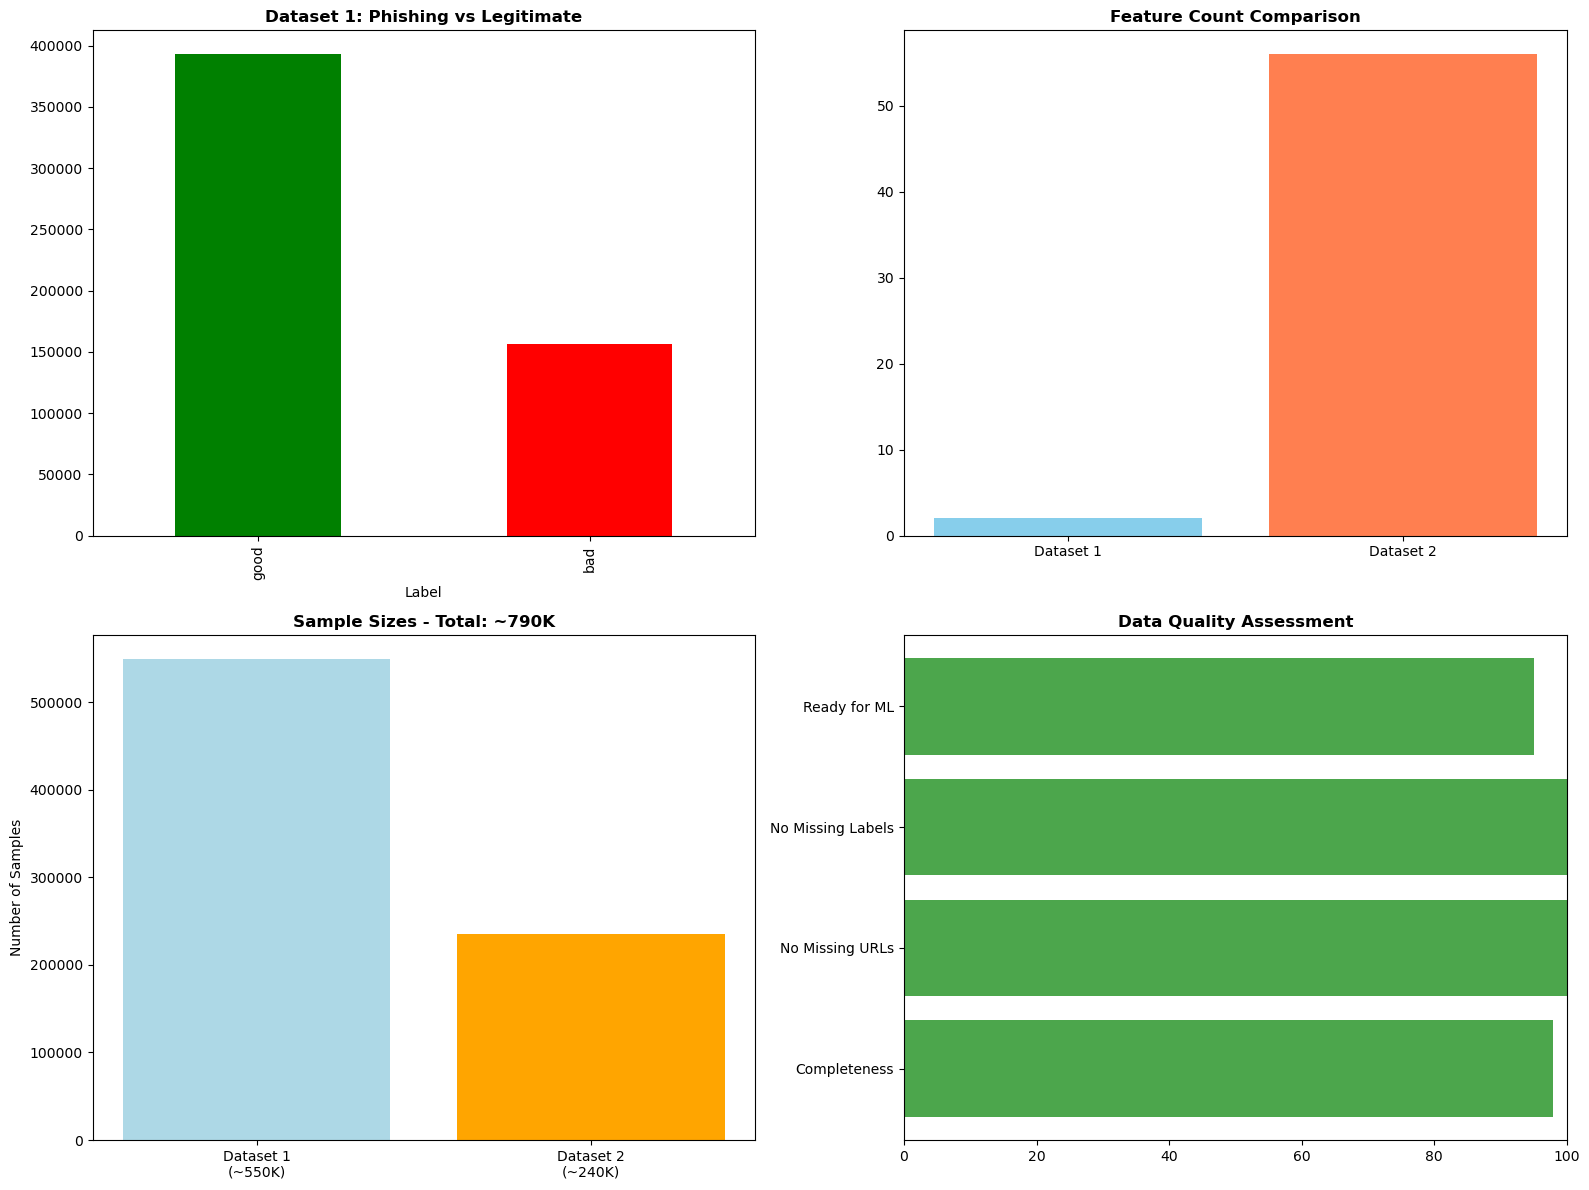 Dataset 1: Phishing vs Legitimate
400000
350000
300000
250000
200000
150000
100000
50000
0
good
bad
Label
Feature Count Comparison
50
40
30
20
10
0
Dataset 1
Dataset 2
Sample Sizes - Total: ~790K
Number of Samples
500000
400000
300000
200000
100000
0
Dataset 1
(~550K)
Dataset 2
(~240K)
Data Quality Assessment
Ready for ML
No Missing Labels
No Missing URLs
Completeness
0
20
40
60
80
100